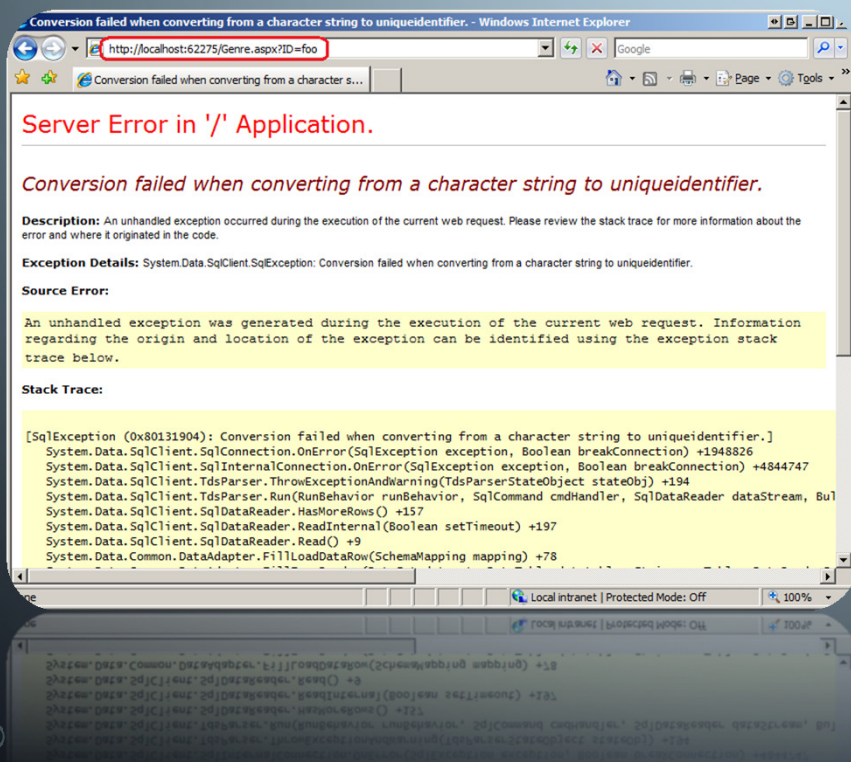 Conversion failed when converting from a character string to uniqueidentifier. - Windows Internet Explorer
http://localhost:62275/Genre.aspx?ID=foo
Google
Conversion failed when converting from a character s...
Page
Tools
Server Error in '/' Application.
Conversion failed when converting from a character string to uniqueidentifier.
Description: An unhandled exception occurred during the execution of the current web request. Please review the stack trace for more information about the
error and where it originated in the code.
Exception Details: System.Data.SqlClient.SqlException: Conversion failed when converting from a character string to uniqueidentifier.
Source Error:
An unhandled exception was generated during the execution of the current web request. Information
regarding the origin and location of the exception can be identified using the exception stack
trace below.
Stack Trace:
[SqlException (0x80131904): Conversion failed when converting from a character string to uniqueidentifier.]
System.Data.SqlClient.SqlConnection.OnError(SqlException exception, Boolean breakConnection) +1948826
System.Data.SqlClient.SqlInternalConnection.OnError(SqlException exception, Boolean breakConnection) +4844747
System.Data.SqlClient.TdsParser.ThrowExceptionAndWarning(TdsParserStateObject stateObj) +194
System.Data.SqlClient.TdsParser.Run(RunBehavior runBehavior, SqlCommand cmdHandler, SqlDataReader dataStream, Bul
System.Data.SqlClient.SqlDataReader.HasMoreRows() +157
System.Data.SqlClient.SqlDataReader.ReadInternal(Boolean setTimeout) +197
System.Data.SqlClient.SqlDataReader.Read() +9
System.Data.Common.DataAdapter.FillLoadDataRow(SchemaMapping mapping) +78
ne
Local intranet | Protected Mode: Off
100%